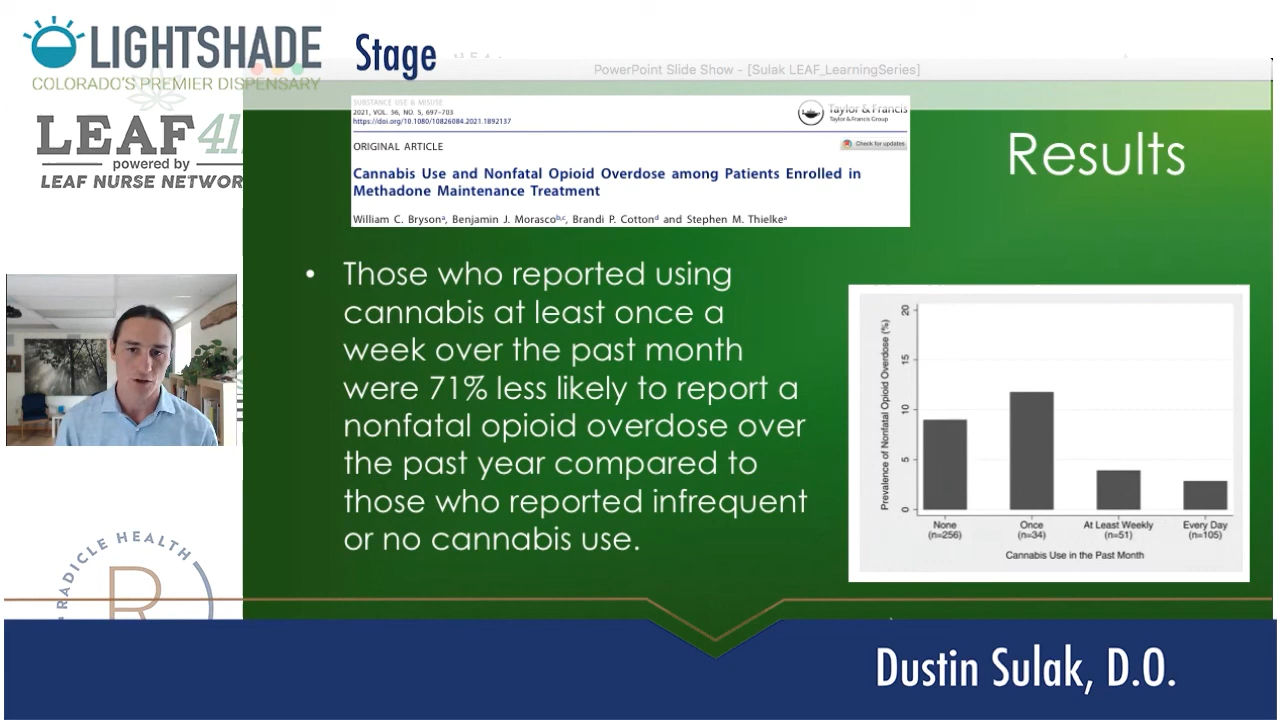 LIGHTSHADE
COLORADO'S PREMIER DISPENSARY
Stage
PowerPoint Slide Show - [Sulak LEAF_LearningSeries]
LEAF 41
powered by
LEAF NURSE NETWOR
SUBSTANCE USE & MISUSE
2021, VOL. 56, NO. 5, 697–703
https://doi.org/10.1080/10826084.2021.1892137
Taylor & Francis
Taylor & Francis Group
ORIGINAL ARTICLE
Check for updates
Cannabis Use and Nonfatal Opioid Overdose among Patients Enrolled in
Methadone Maintenance Treatment
William C. Brysonᵃ, Benjamin J. Morascoᵇ,ᶜ, Brandi P. Cottonᵈ and Stephen M. Thielkeᵃ
Results
• Those who reported using
cannabis at least once a
week over the past month
were 71% less likely to report a
nonfatal opioid overdose over
the past year compared to
those who reported infrequent
or no cannabis use.
Prevalence of Nonfatal Opioid Overdose (%)
20
15
10
5
0
None Once At Least Weekly Every Day
(n=256) (n=34) (n=51) (n=105)
Cannabis Use in the Past Month
RADICLE HEALTH
R
Dustin Sulak, D.O.